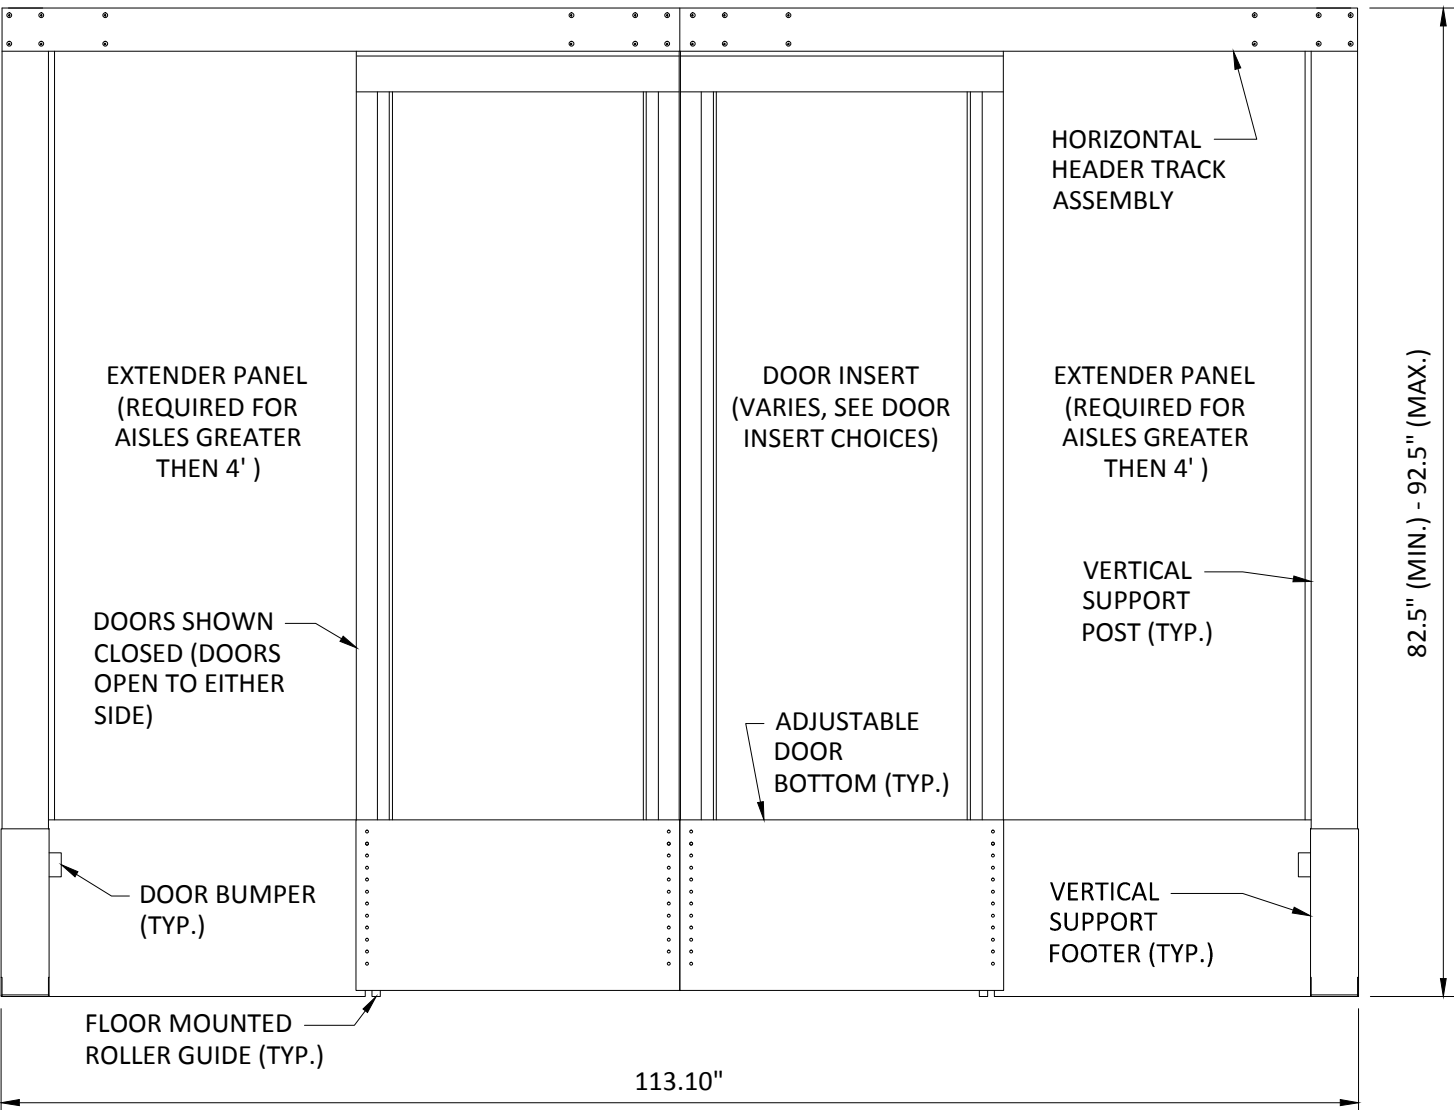 HORIZONTAL
HEADER TRACK
ASSEMBLY
EXTENDER PANEL
(REQUIRED FOR
AISLES GREATER
THEN 4' )
DOOR INSERT
(VARIES, SEE DOOR
INSERT CHOICES)
EXTENDER PANEL
(REQUIRED FOR
AISLES GREATER
THEN 4' )
82.5" (MIN.) - 92.5" (MAX.)
VERTICAL
SUPPORT
POST (TYP.)
DOORS SHOWN
CLOSED (DOORS
OPEN TO EITHER
SIDE)
ADJUSTABLE
DOOR
BOTTOM (TYP.)
DOOR BUMPER
(TYP.)
VERTICAL
SUPPORT
FOOTER (TYP.)
FLOOR MOUNTED
ROLLER GUIDE (TYP.)
113.10"